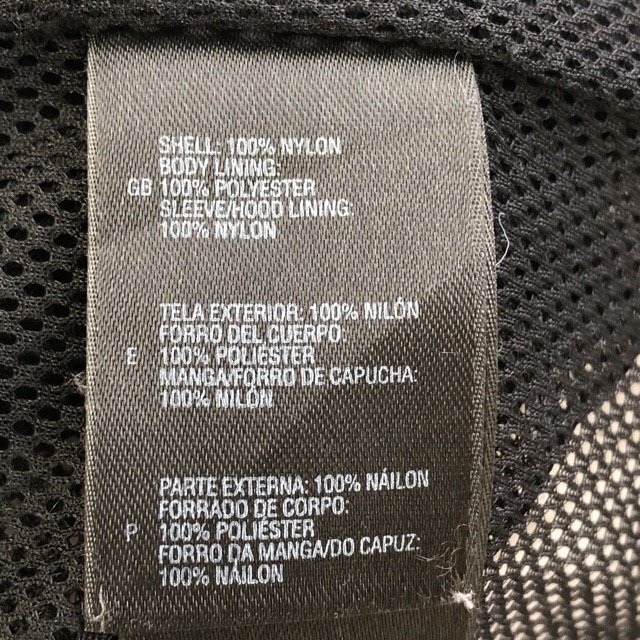 SHELL: 100% NYLON
BODY LINING:
GB 100% POLYESTER
SLEEVE/HOOD LINING:
100% NYLON
TELA EXTERIOR: 100% NILÓN
FORRO DEL CUERPO
E 100% POLIÉSTER
MANGA/FORRO DE CAPUCHA:
100% NILÓN
PARTE EXTERNA: 100% NÁILON
FORRADO DE CORPO:
P 100% POLIÉSTER
FORRO DA MANGA/DO CAPUZ:
100% NÁILON